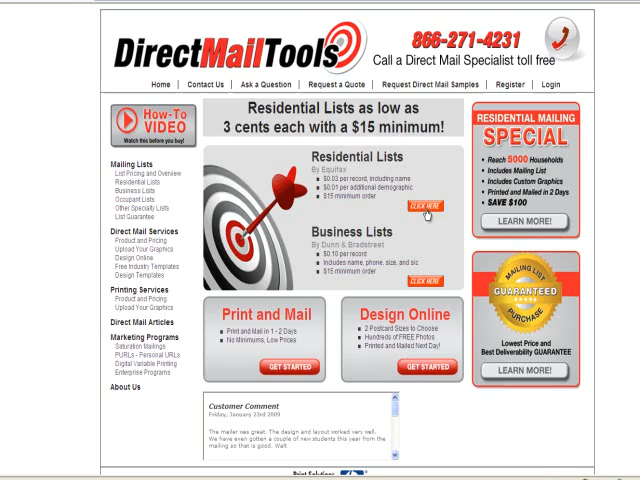 DirectMailTools
866-271-4231
Call a Direct Mail Specialist toll free
Home | Contact Us | Ask a Question | Request a Quote | Request Direct Mail Samples | Register | Login
How-To
VIDEO
Watch this before you buy!
Mailing Lists
List Pricing and Overview
Residential Lists
Business Lists
Occupant Lists
Other Specialty Lists
List Guarantee
Direct Mail Services
Product and Pricing
Upload Your Graphics
Design Online
Free Industry Templates
Design Templates
Printing Services
Product and Pricing
Upload Your Graphics
Direct Mail Articles
Marketing Programs
Saturation Mailings
PURLs - Personal URLs
Digital Variable Printing
Enterprise Programs
About Us
Residential Lists as low as
3 cents each with a $15 minimum!
Residential Lists
By Equifax
$0.03 per record, including name
$0.01 per additional demographic
$15 minimum order
CLICK HERE
Business Lists
By Dunn & Bradstreet
$0.10 per record
Includes name, phone, size, and sic
$15 minimum order
CLICK HERE
Print and Mail
Print and Mail in 1 - 2 Days
No Minimums, Low Prices
GET STARTED
Design Online
2 Postcard Sizes to Choose
Hundreds of FREE Photos
Printed and Mailed Next Day!
GET STARTED
Customer Comment
Friday, January 23rd 2009
The mailer was great. The design and layout worked very well.
We have even gotten a couple of new students this year from the
mailing so that is good. Walt
RESIDENTIAL MAILING
SPECIAL
Reach 5000 Households
Includes Mailing List
Includes Custom Graphics
Printed and Mailed in 2 Days
SAVE $100
LEARN MORE!
MAILING LIST
GUARANTEED
PURCHASE
Lowest Price and
Best Deliverability GUARANTEE
LEARN MORE!
Print Solutions